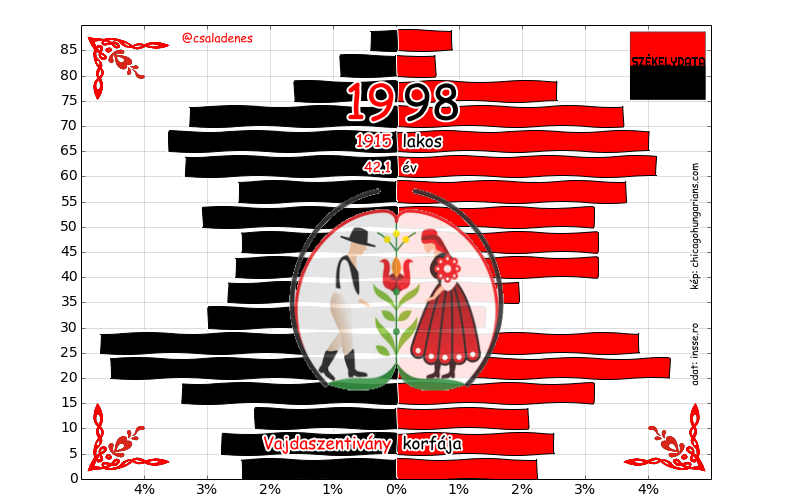 @csaladenes
SZÉKELYDATA
1998
1915 lakos
42.1 év
kép: chicagohungarians.com
adat: insse.ro
Vajdaszentivány korfája
85
80
75
70
65
60
55
50
45
40
35
30
25
20
15
10
5
0
4% 3% 2% 1% 0% 1% 2% 3% 4%